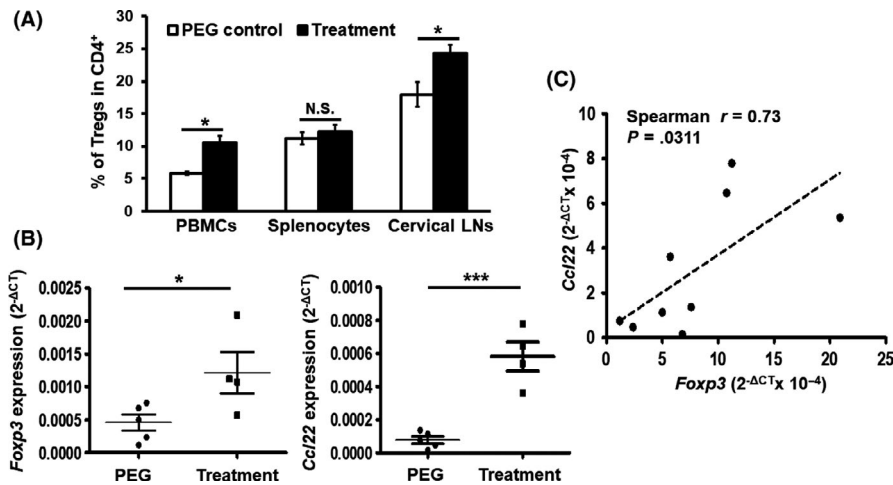 (A)
PEG control Treatment
% of Tregs in CD4⁺
30
25
20
15
10
5
0
*
N.S.
*
PBMCs Splenocytes Cervical LNs
(B)
Foxp3 expression (2^-ΔCT)
0.0025
0.0020
0.0015
0.0010
0.0005
0.0000
*
PEG Treatment
Ccl22 expression (2^-ΔCT)
0.0010
0.0008
0.0006
0.0004
0.0002
0.0000
***
PEG Treatment
(C)
Spearman r = 0.73
P = .0311
Ccl22 (2^-ΔCT x 10^-4)
10
8
6
4
2
0
0 5 10 15 20 25
Foxp3 (2^-ΔCT x 10^-4)